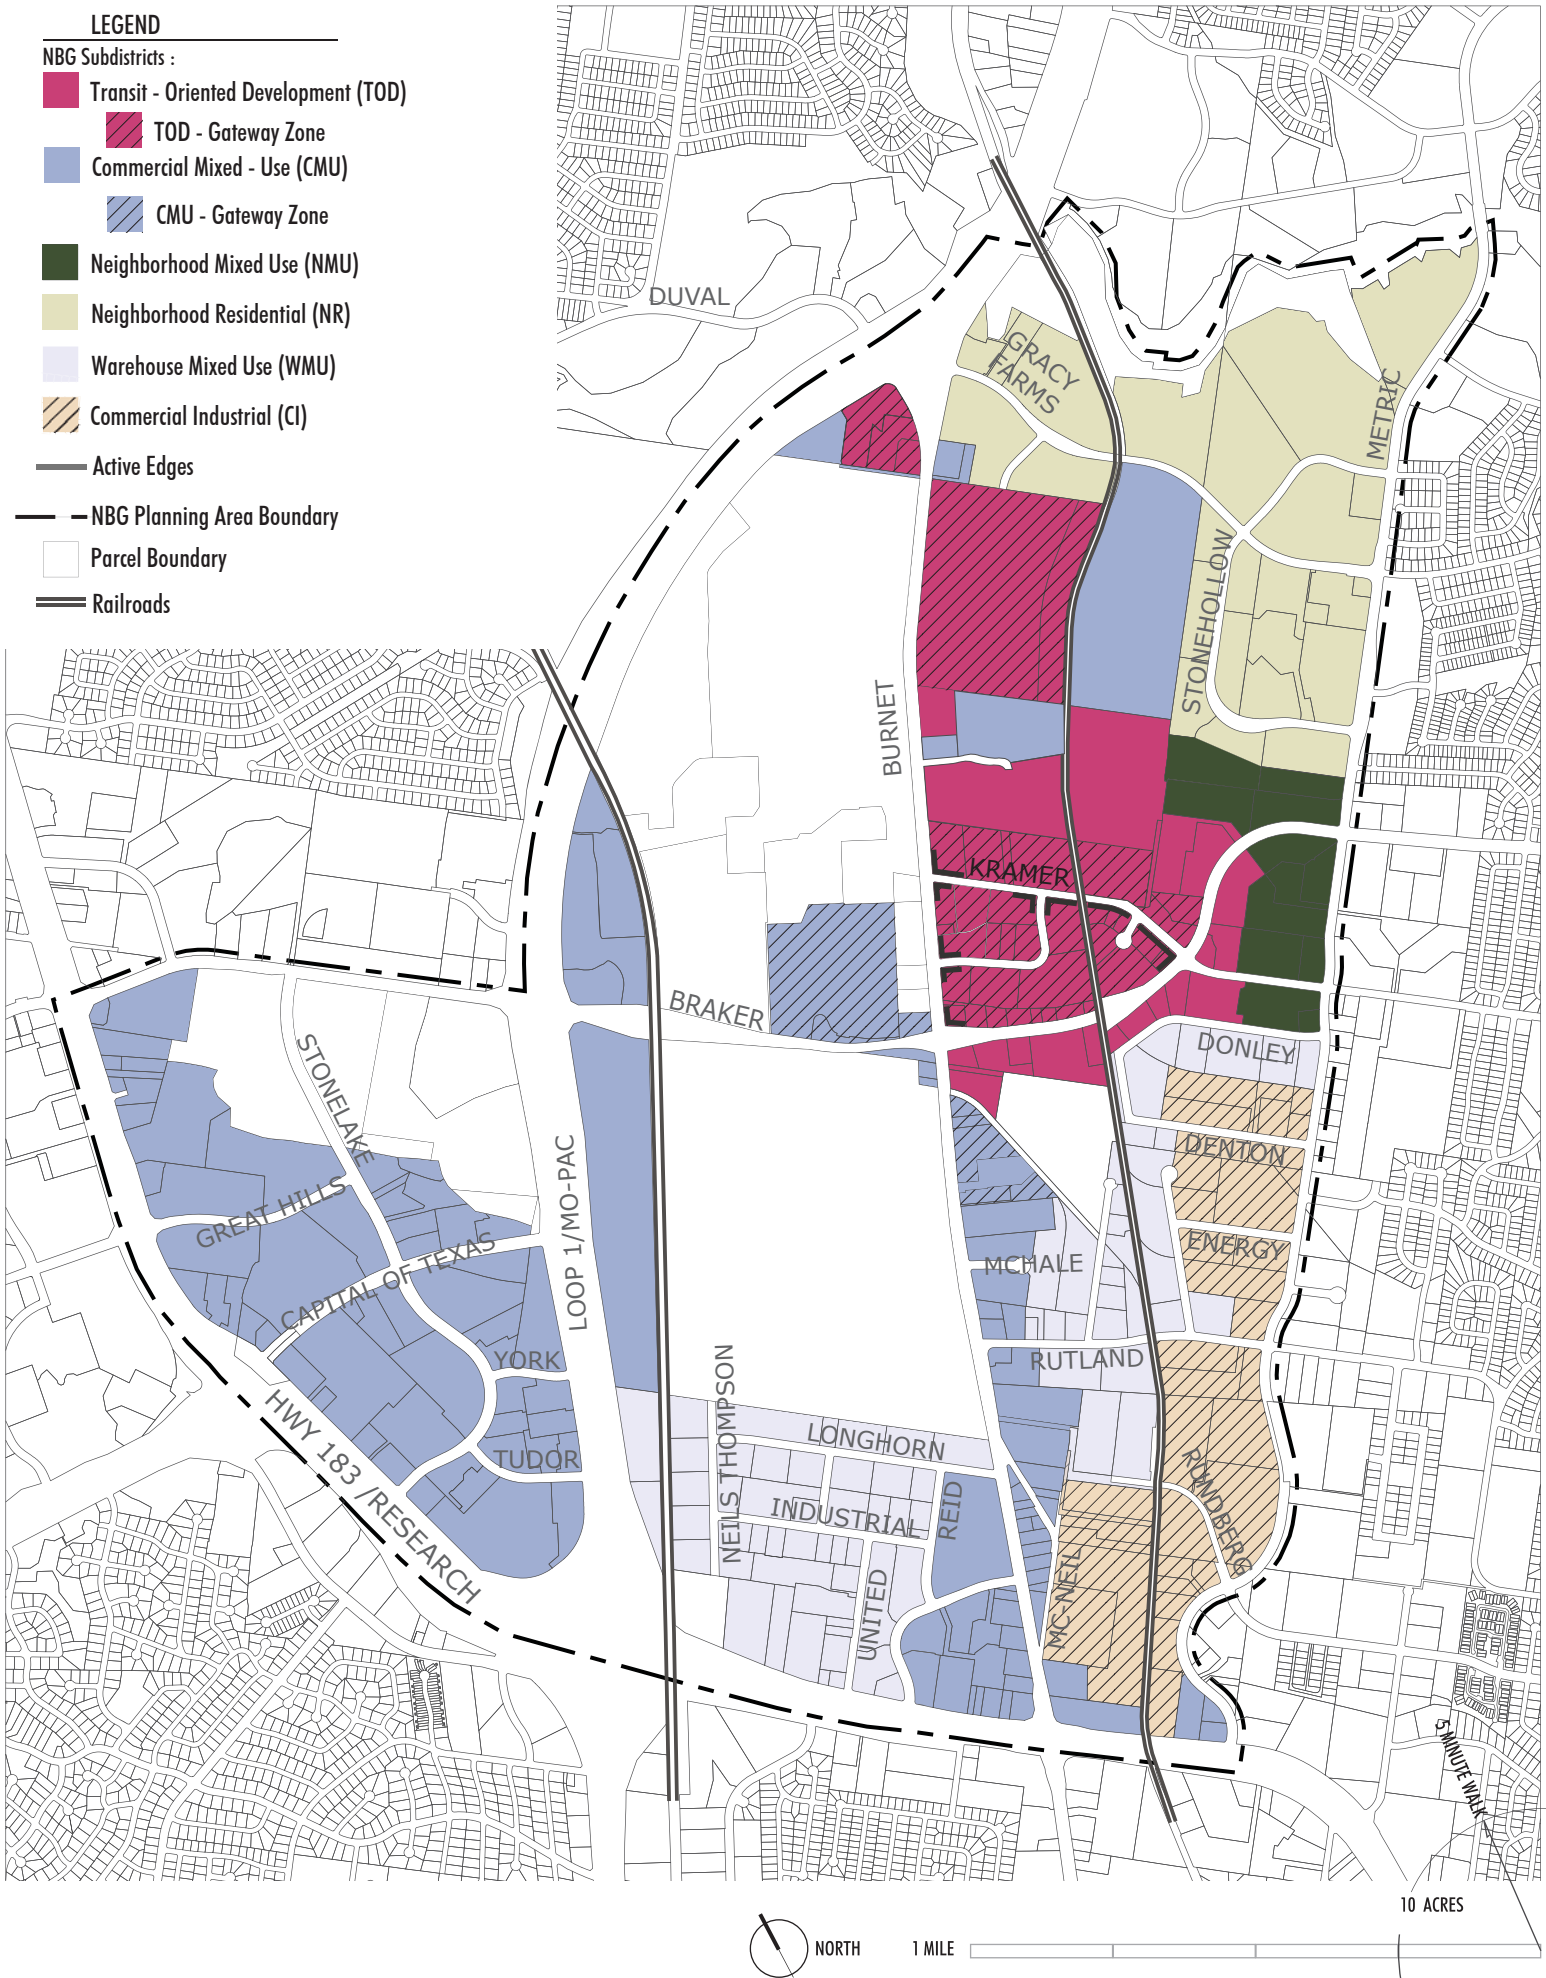 LEGEND
NBG Subdistricts :
Transit - Oriented Development (TOD)
TOD - Gateway Zone
Commercial Mixed - Use (CMU)
CMU - Gateway Zone
Neighborhood Mixed Use (NMU)
Neighborhood Residential (NR)
Warehouse Mixed Use (WMU)
Commercial Industrial (CI)
Active Edges
NBG Planning Area Boundary
Parcel Boundary
Railroads
DUVAL
GRACY
FARMS
METRIC
STONEHOLLOW
BURNET
KRAMER
BRAKER
DONLEY
STONELAKE
DENTON
LOOP 1/MO-PAC
GREAT HILLS
ENERGY
CAPITAL OF TEXAS
MCHALE
YORK
RUTLAND
HWY 183 /RESEARCH
NEILS THOMPSON
LONGHORN
TUDOR
RUNDBERG
REID
INDUSTRIAL
UNITED
MC NEIL
5 MINUTE WALK
10 ACRES
NORTH
1 MILE